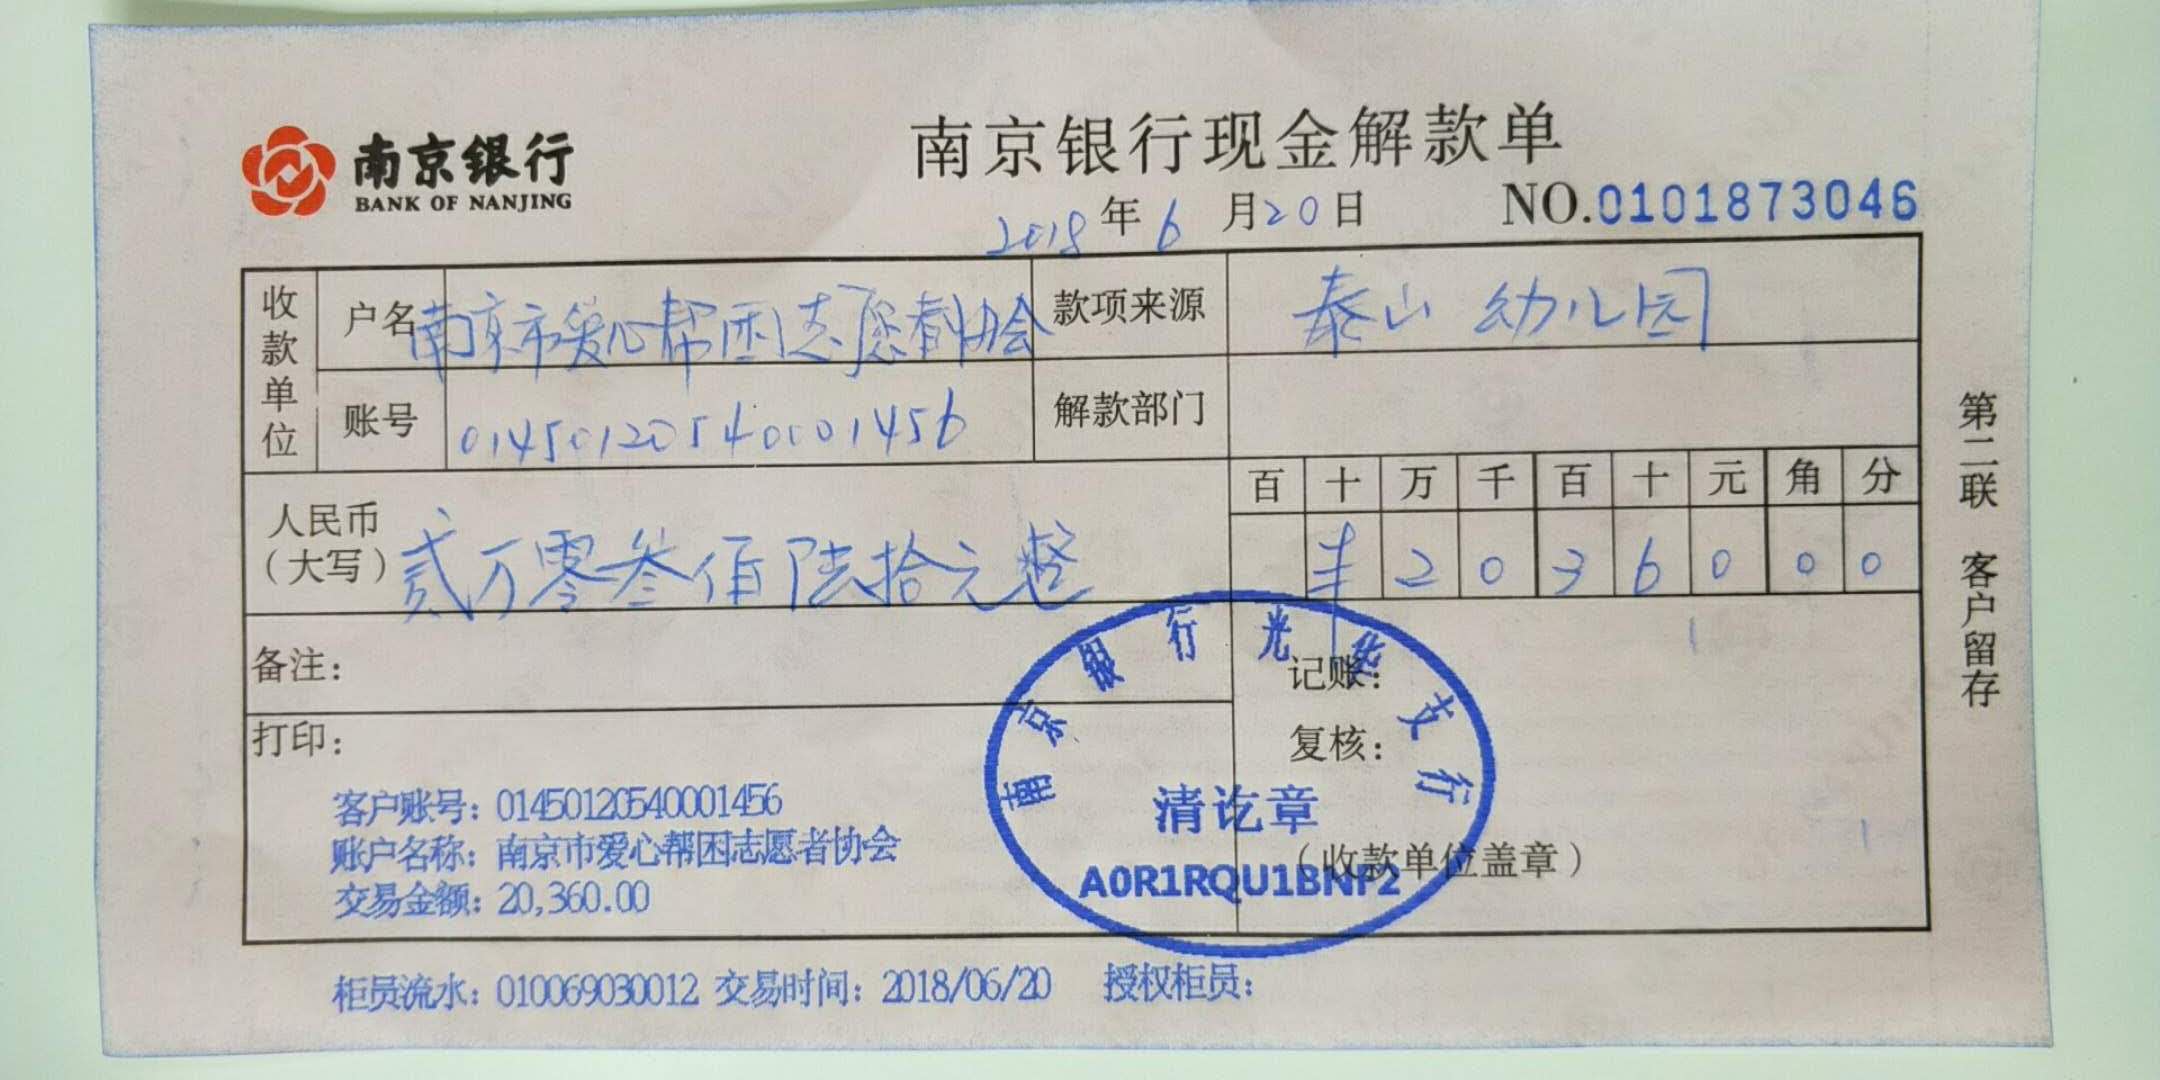 南京银行
BANK OF NANJING
南京银行现金解款单
2018年6月20日
NO.0101873046
收款单位
户名 南京市爱心帮困志愿者协会
款项来源 泰山幼儿园
账号 01450120540001456
解款部门
人民币(大写) 贰万零叁佰陆拾元整
百 十 万 千 百 十 元 角 分
¥ 2 0 3 6 0 0 0
备注:
记账:
复核:
(收款单位盖章)
打印:
客户账号: 01450120540001456
账户名称: 南京市爱心帮困志愿者协会
交易金额: 20,360.00
南京银行光华支行
清讫章
A0R1RQU1BNP2
柜员流水: 010069030012 交易时间: 2018/06/20 授权柜员:
第二联 客户留存